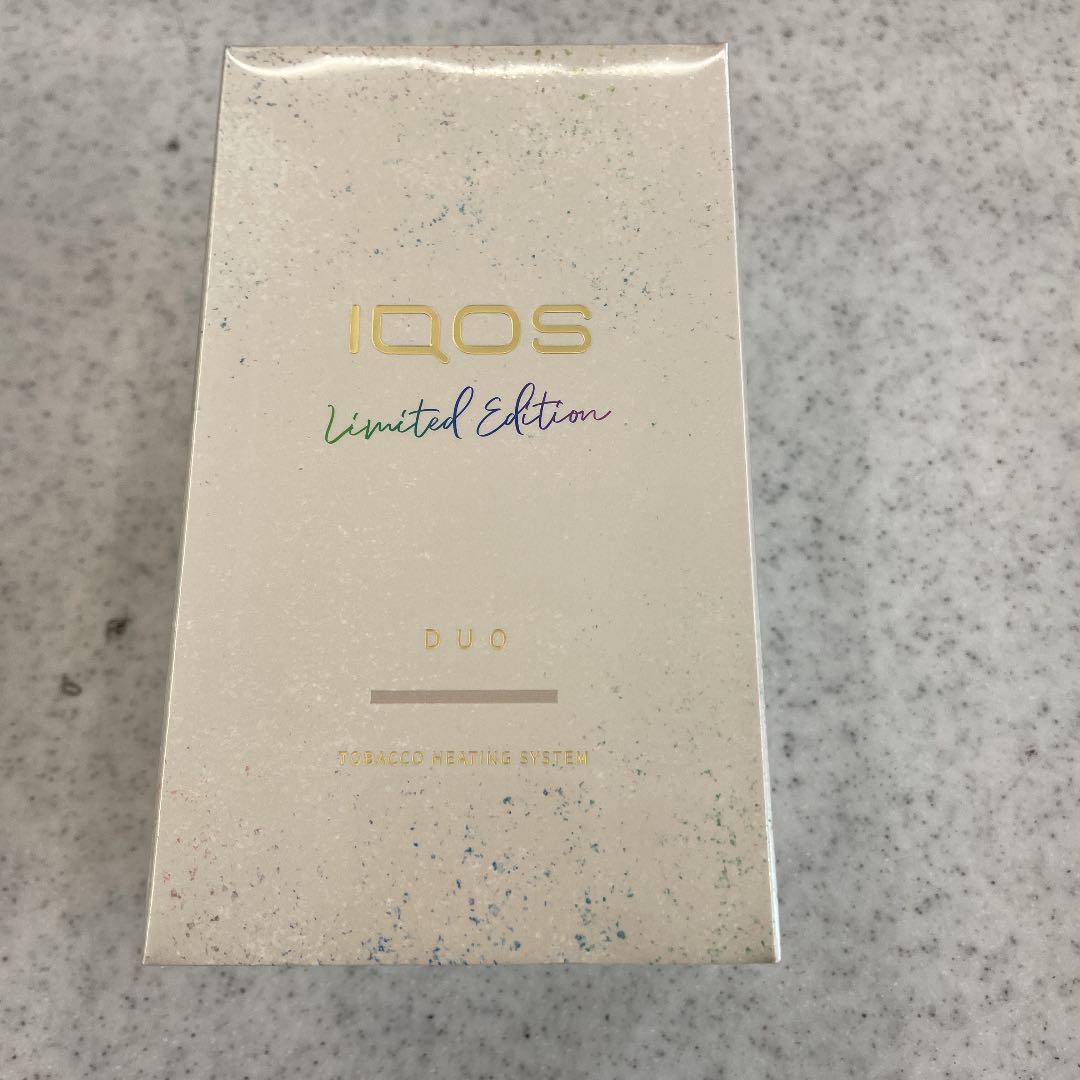 IQOS
Limited Edition
DUO
TOBACCO HEATING SYSTEM